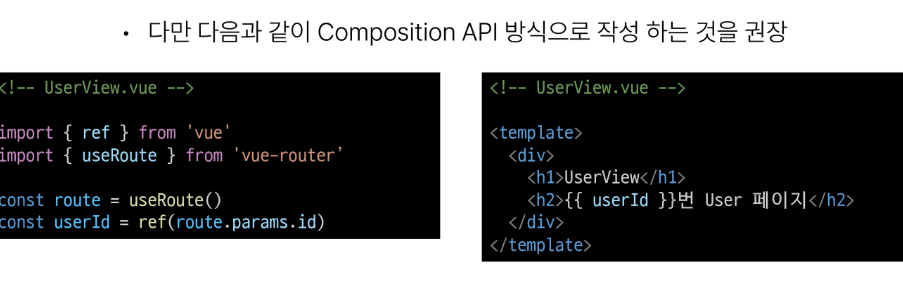 • 다만 다음과 같이 Composition API 방식으로 작성 하는 것을 권장
<!-- UserView.vue -->
import { ref } from 'vue'
import { useRoute } from 'vue-router’
const route = useRoute()
const userId = ref(route.params.id)
<!-- UserView.vue -->
<template>
<div>
<h1>UserView</h1>
<h2>{{ userId }}번 User 페이지</h2>
</div>
</template>